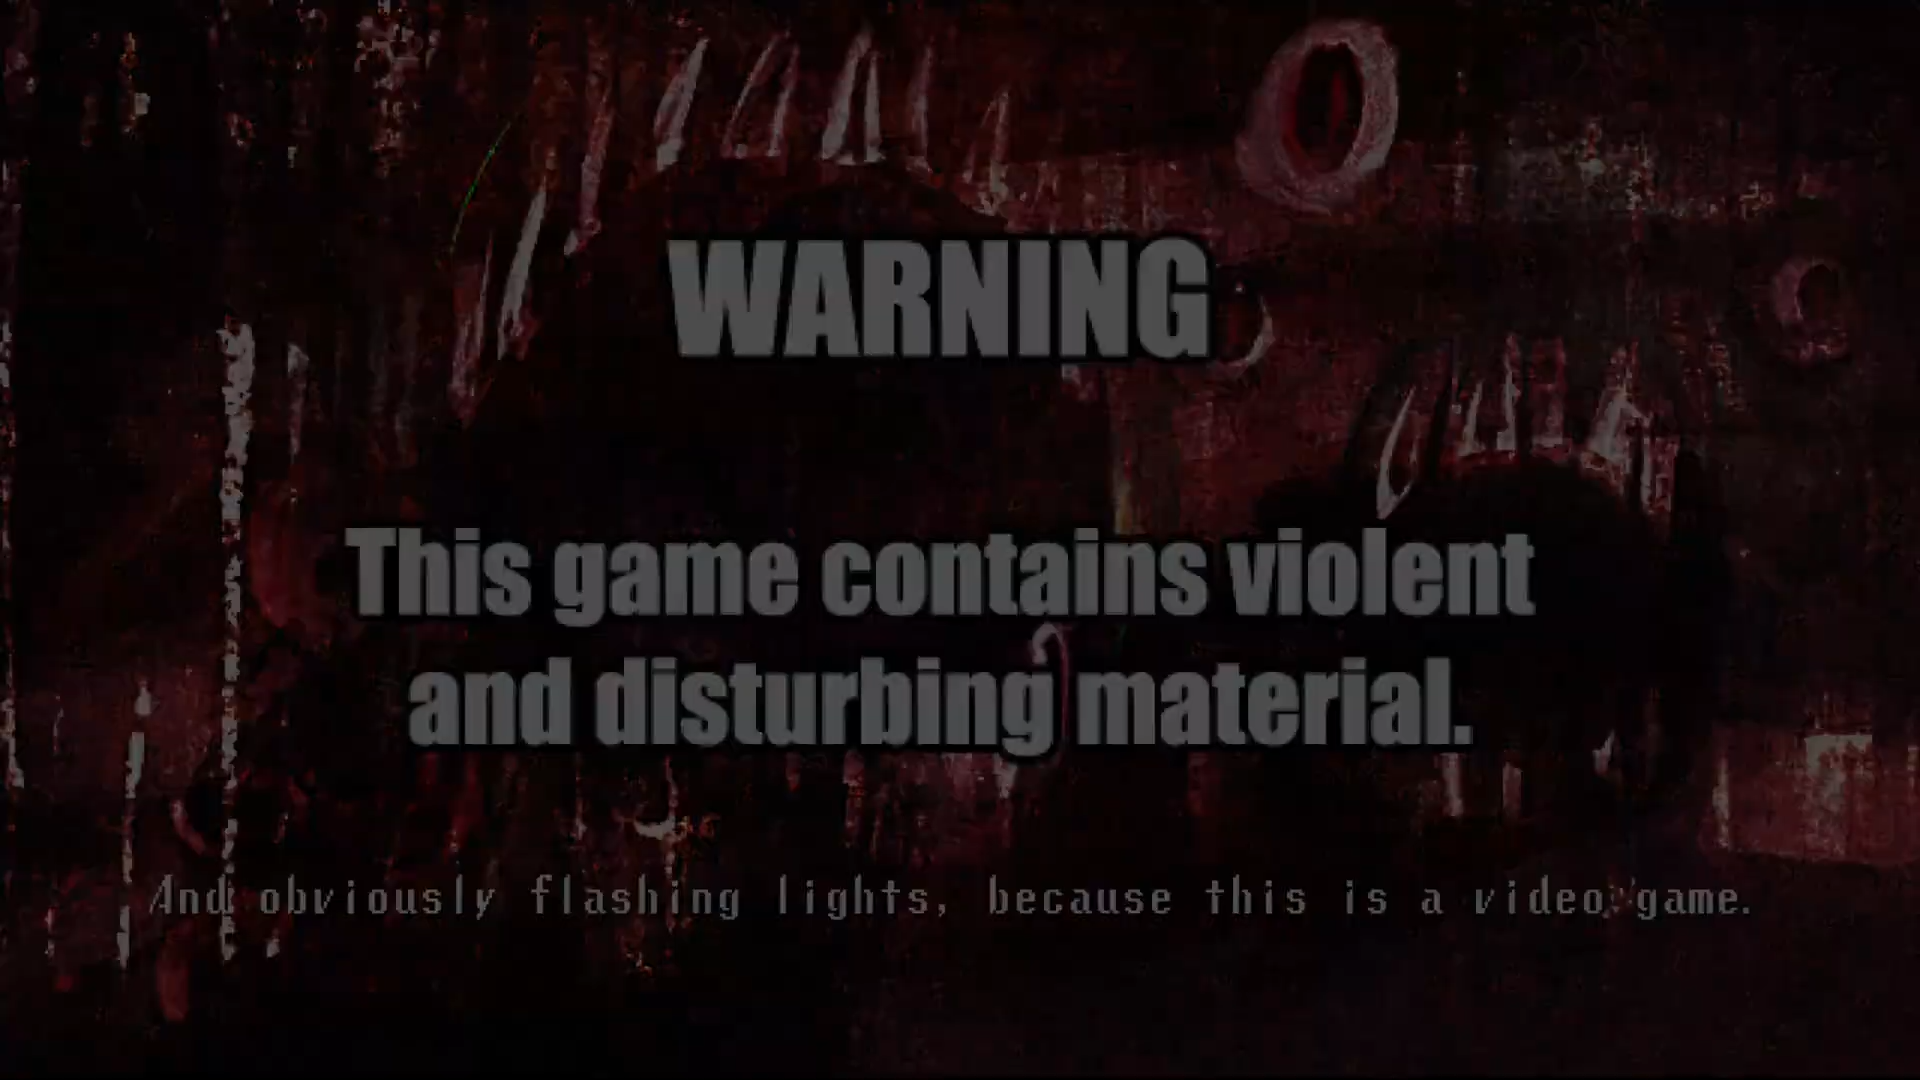 WARNING
This game contains violent
and disturbing material.
And obviously flashing lights, because this is a video game.